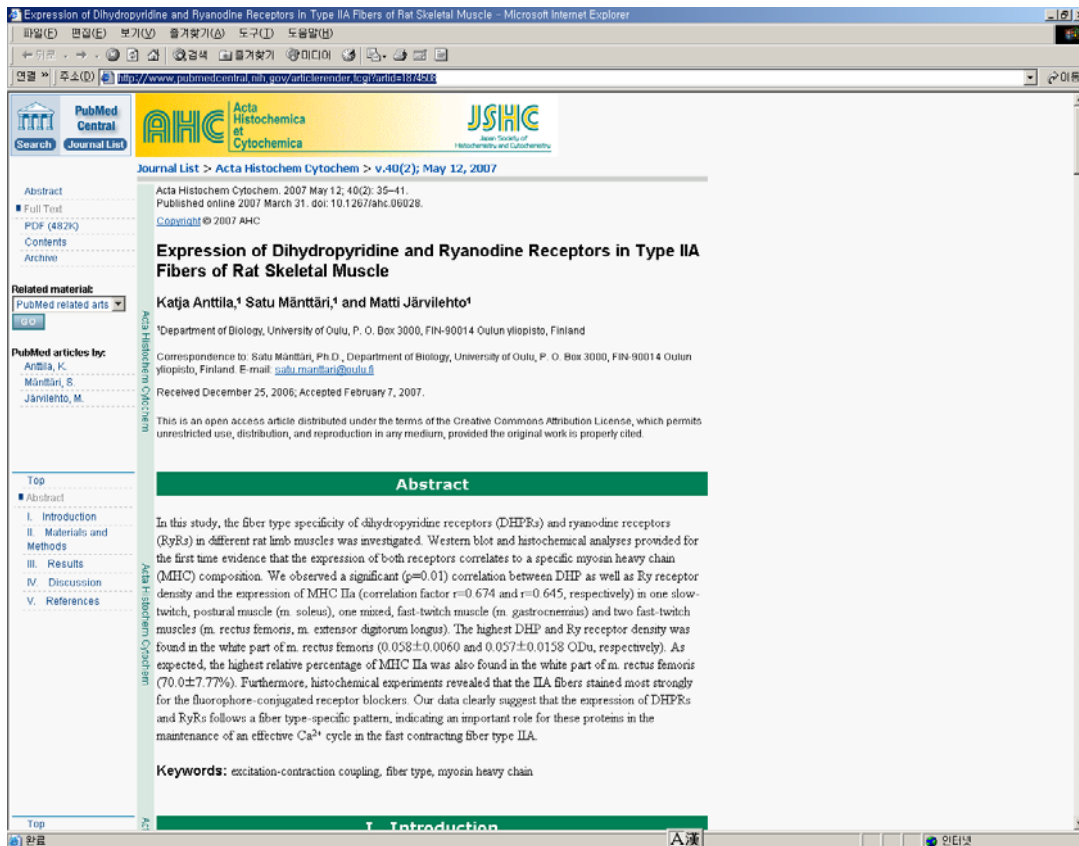 Expression of Dihydropyridine and Ryanodine Receptors in Type IIA Fibers of Rat Skeletal Muscle - Microsoft Internet Explorer
파일(F) 편집(E) 보기(V) 즐겨찾기(A) 도구(T) 도움말(H)
뒤로 검색 즐겨찾기 미디어
연결 » 주소(D) http://www.pubmedcentral.nih.gov/articlerender.fcgi?artid=1874508 이동
PubMed
Central
Search Journal List
AHC
Acta
Histochemica
et
Cytochemica
JSHC
Japan Society of
Histochemistry and Cytochemistry
Journal List > Acta Histochem Cytochem > v.40(2); May 12, 2007
Abstract
Full Text
PDF (482K)
Contents
Archive
Related material:
PubMed related arts
GO
PubMed articles by:
Anttila, K.
Mänttäri, S.
Järvilehto, M.
Acta Histochem Cytochem. 2007 May 12; 40(2): 35–41.
Published online 2007 March 31. doi: 10.1267/ahc.06028.
Copyright © 2007 AHC
Expression of Dihydropyridine and Ryanodine Receptors in Type IIA
Fibers of Rat Skeletal Muscle
Katja Anttila,¹ Satu Mänttäri,¹ and Matti Järvilehto¹
¹Department of Biology, University of Oulu, P. O. Box 3000, FIN-90014 Oulun yliopisto, Finland
Correspondence to: Satu Mänttäri, Ph.D., Department of Biology, University of Oulu, P. O. Box 3000, FIN-90014 Oulun
yliopisto, Finland. E-mail: satu.manttari@oulu.fi
Received December 25, 2006; Accepted February 7, 2007.
This is an open access article distributed under the terms of the Creative Commons Attribution License, which permits
unrestricted use, distribution, and reproduction in any medium, provided the original work is properly cited.
Acta Histochem Cytochem
Top
Abstract
I. Introduction
II. Materials and
Methods
III. Results
IV. Discussion
V. References
Abstract
In this study, the fiber type specificity of dihydropyridine receptors (DHPRs) and ryanodine receptors
(RyRs) in different rat limb muscles was investigated. Western blot and histochemical analyses provided for
the first time evidence that the expression of both receptors correlates to a specific myosin heavy chain
(MHC) composition. We observed a significant (p=0.01) correlation between DHP as well as Ry receptor
density and the expression of MHC IIa (correlation factor r=0.674 and r=0.645, respectively) in one slow-
twitch, postural muscle (m. soleus), one mixed, fast-twitch muscle (m. gastrocnemius) and two fast-twitch
muscles (m. rectus femoris, m. extensor digitorum longus). The highest DHP and Ry receptor density was
found in the white part of m. rectus femoris (0.058±0.0060 and 0.057±0.0158 ODu, respectively). As
expected, the highest relative percentage of MHC IIa was also found in the white part of m. rectus femoris
(70.0±7.77%). Furthermore, histochemical experiments revealed that the IIA fibers stained most strongly
for the fluorophore-conjugated receptor blockers. Our data clearly suggest that the expression of DHPRs
and RyRs follows a fiber type-specific pattern, indicating an important role for these proteins in the
maintenance of an effective Ca²⁺ cycle in the fast contracting fiber type IIA.
Keywords: excitation-contraction coupling, fiber type, myosin heavy chain
Acta Histochem Cytochem
Top
Act
I. Introduction
완료
A漢
인터넷